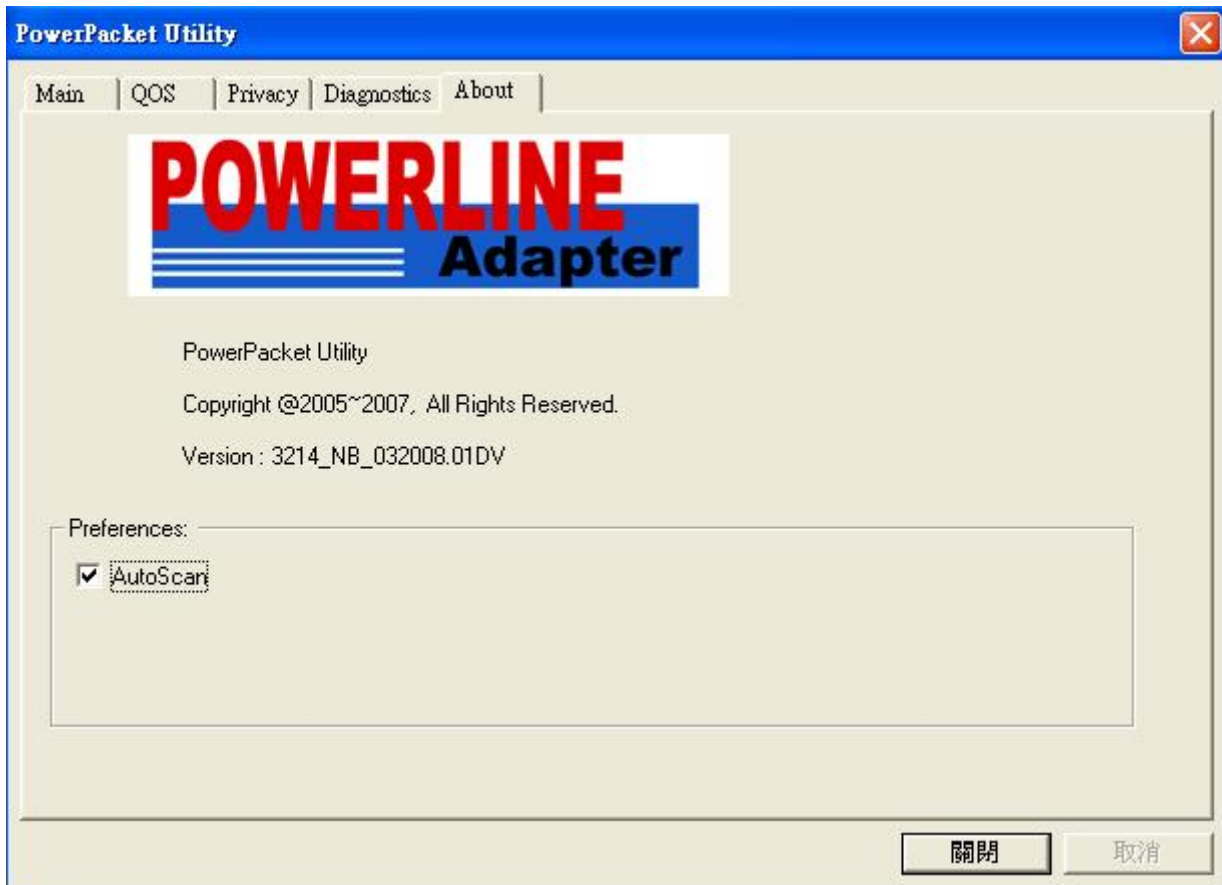 PowerPacket Utility
Main QOS Privacy Diagnostics About
POWERLINE
Adapter
PowerPacket Utility
Copyright @2005~2007, All Rights Reserved.
Version : 3214_NB_032008.01DV
Preferences:
AutoScan
關閉 取消